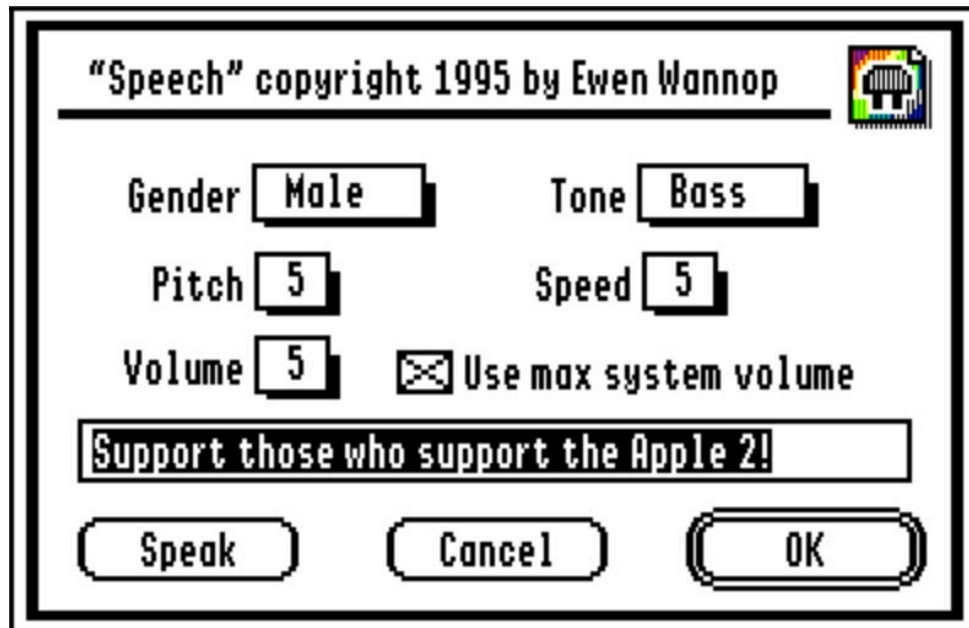 “Speech” copyright 1995 by Ewen Wannop
Gender Male Tone Bass
Pitch 5 Speed 5
Volume 5 Use max system volume
Support those who support the Apple 2!
Speak Cancel OK